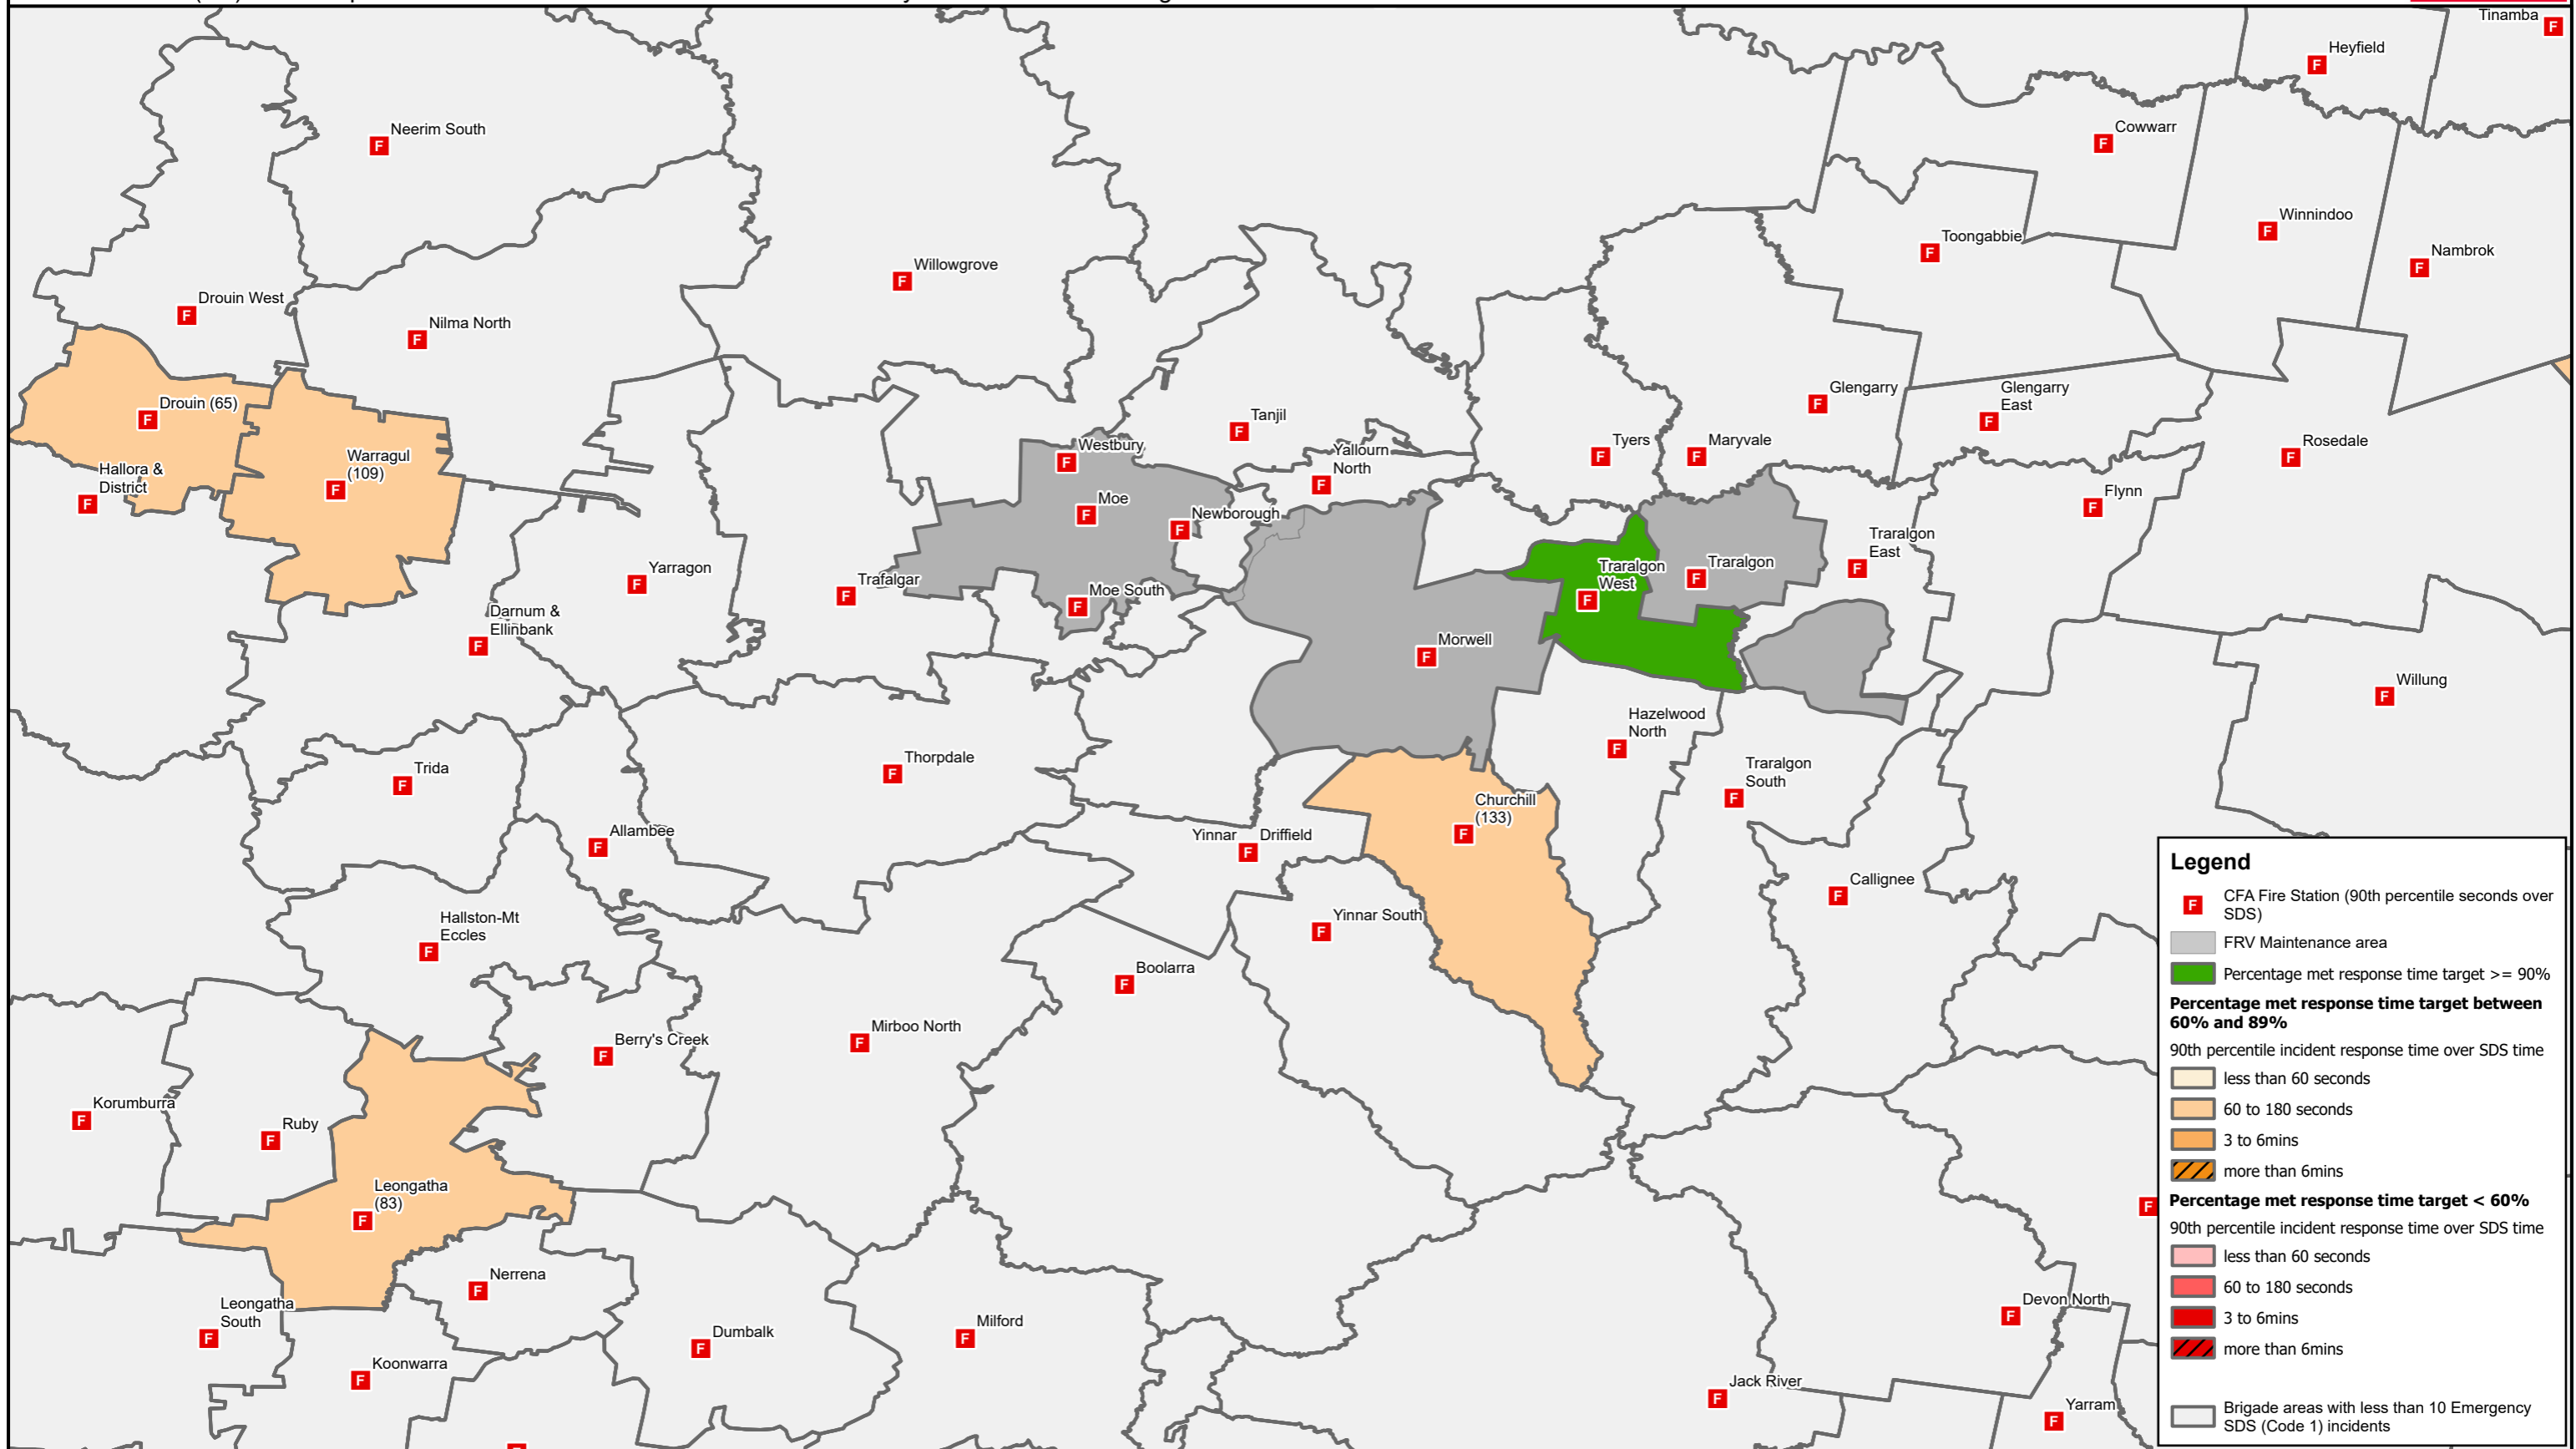 Tinamba
Heyfield
Neerim South
Cowwarr
Winnindoo
Toongabbie
Nambrok
Willowgrove
Drouin West
Nilma North
Glengarry
Glengarry
East
Drouin (65)
Tanjil
Westbury
Tyers
Maryvale
Rosedale
Warragul
(109)
Yallourn
North
Hallora &
District
Moe
Flynn
Newborough
Traralgon
East
Traralgon
West
Traralgon
Yarragon
Trafalgar
Moe South
Darnum &
Ellinbank
Morwell
Willung
Hazelwood
North
Thorpdale
Trida
Traralgon
South
Churchill
(133)
Allambee
Yinnar
Driffield
Callignee
Hallston-Mt
Eccles
Yinnar South
Boolarra
Mirboo North
Berry's Creek
Korumburra
Ruby
Leongatha
(83)
Nerrena
Leongatha
South
Devon North
Milford
Dumbalk
Koonwarra
Jack River
Yarram
Legend
CFA Fire Station (90th percentile seconds over
SDS)
FRV Maintenance area
Percentage met response time target >= 90%
Percentage met response time target between
60% and 89%
90th percentile incident response time over SDS time
less than 60 seconds
60 to 180 seconds
3 to 6mins
more than 6mins
Percentage met response time target < 60%
90th percentile incident response time over SDS time
less than 60 seconds
60 to 180 seconds
3 to 6mins
more than 6mins
Brigade areas with less than 10 Emergency
SDS (Code 1) incidents